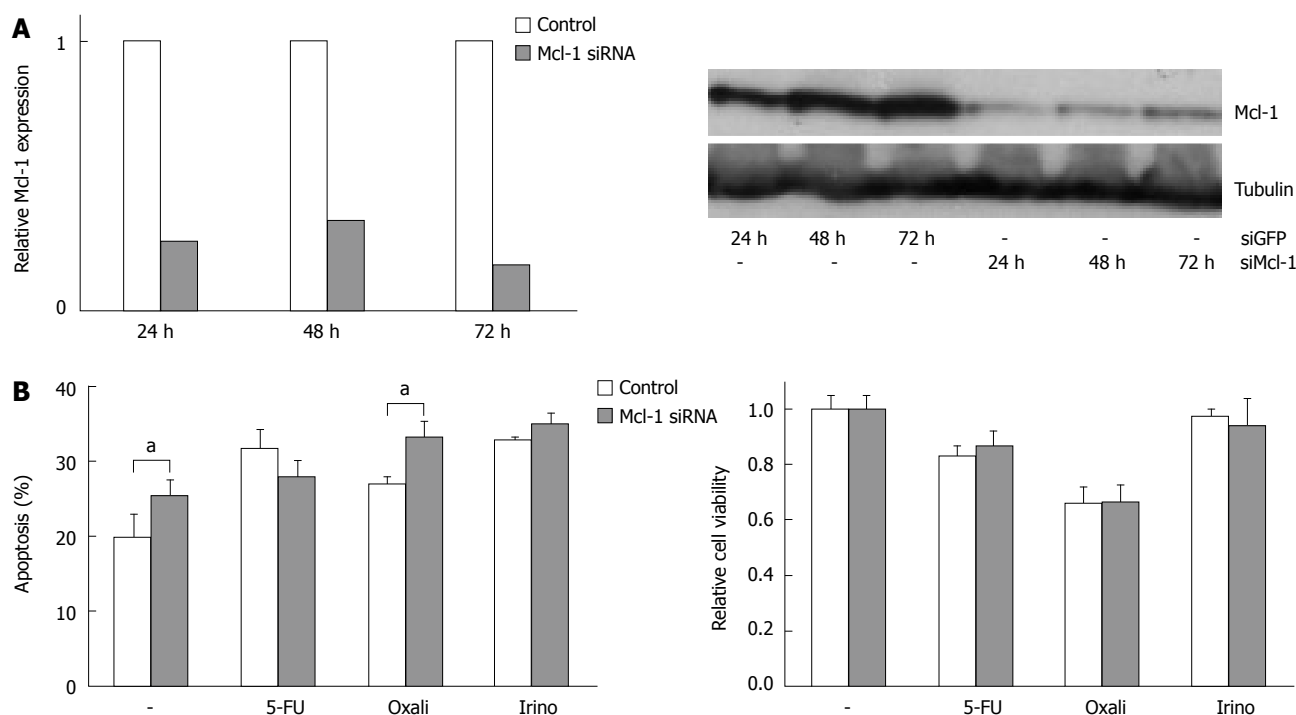 A
Control
Mcl-1 siRNA
Relative Mcl-1 expression
1
0
24 h 48 h 72 h
Mcl-1
Tubulin
24 h 48 h 72 h - - - siGFP
- - - 24 h 48 h 72 h siMcl-1
B
Control
Mcl-1 siRNA
Apoptosis (%)
40
30
20
10
0
a
a
- 5-FU Oxali Irino
Relative cell viability
1.0
0.8
0.6
0.4
0.2
0.0
- 5-FU Oxali Irino